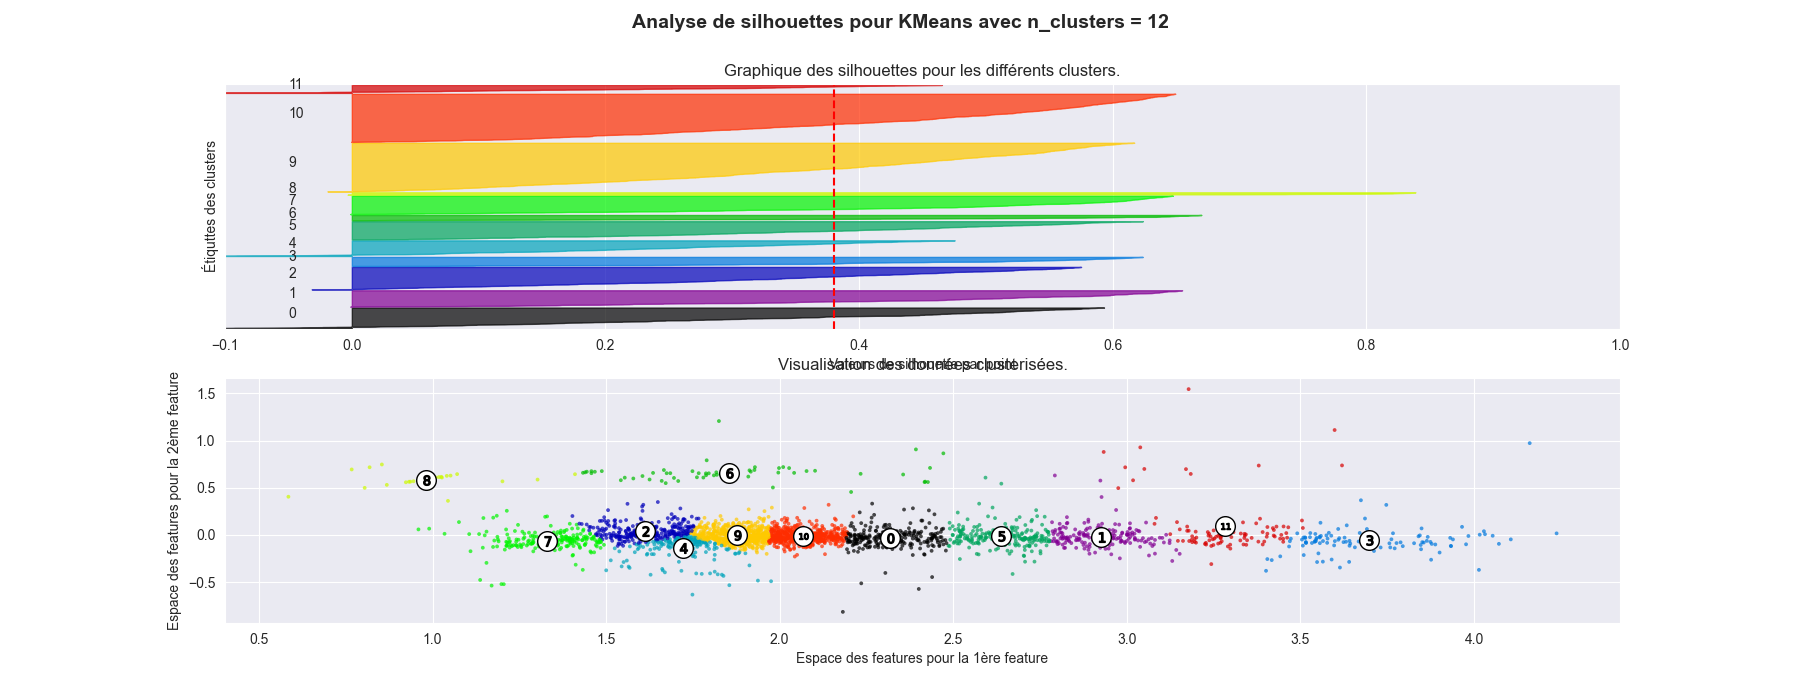 Analyse de silhouettes pour KMeans avec n_clusters = 12
Graphique des silhouettes pour les différents clusters.
Étiquttes des clusters
11
10
9
8
7
6
5
4
3
2
1
0
−0.1 0.0 0.2 0.4 0.6 0.8 1.0
Valeurs de silhouette par point
Visualisation des données clusterisées.
Espace des features pour la 2ème feature
1.5
1.0
0.5
0.0
−0.5
8 6
7 2 4 9 10 0 5 1 11 3
0.5 1.0 1.5 2.0 2.5 3.0 3.5 4.0
Espace des features pour la 1ère feature